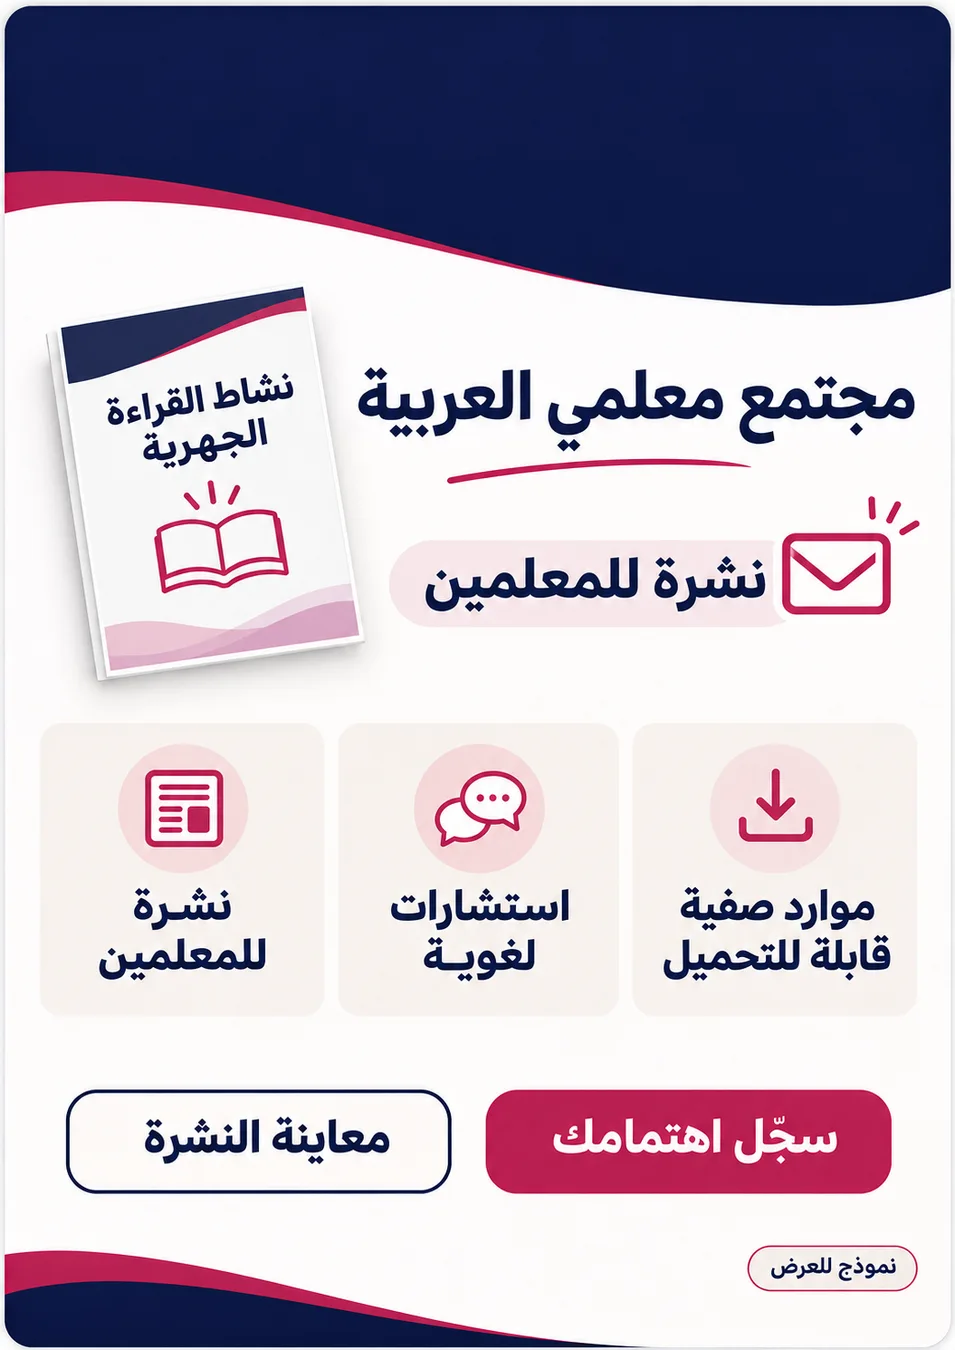 مجتمع معلمي العربية
نشرة للمعلمين
نشاط القراءة
الجهرية
موارد صفية
قابلة للتحميل
استشارات
لغويـة
نشـرة
للمعلمين
سجّل اهتمامك
معاينة النشرة
نموذج للعرض